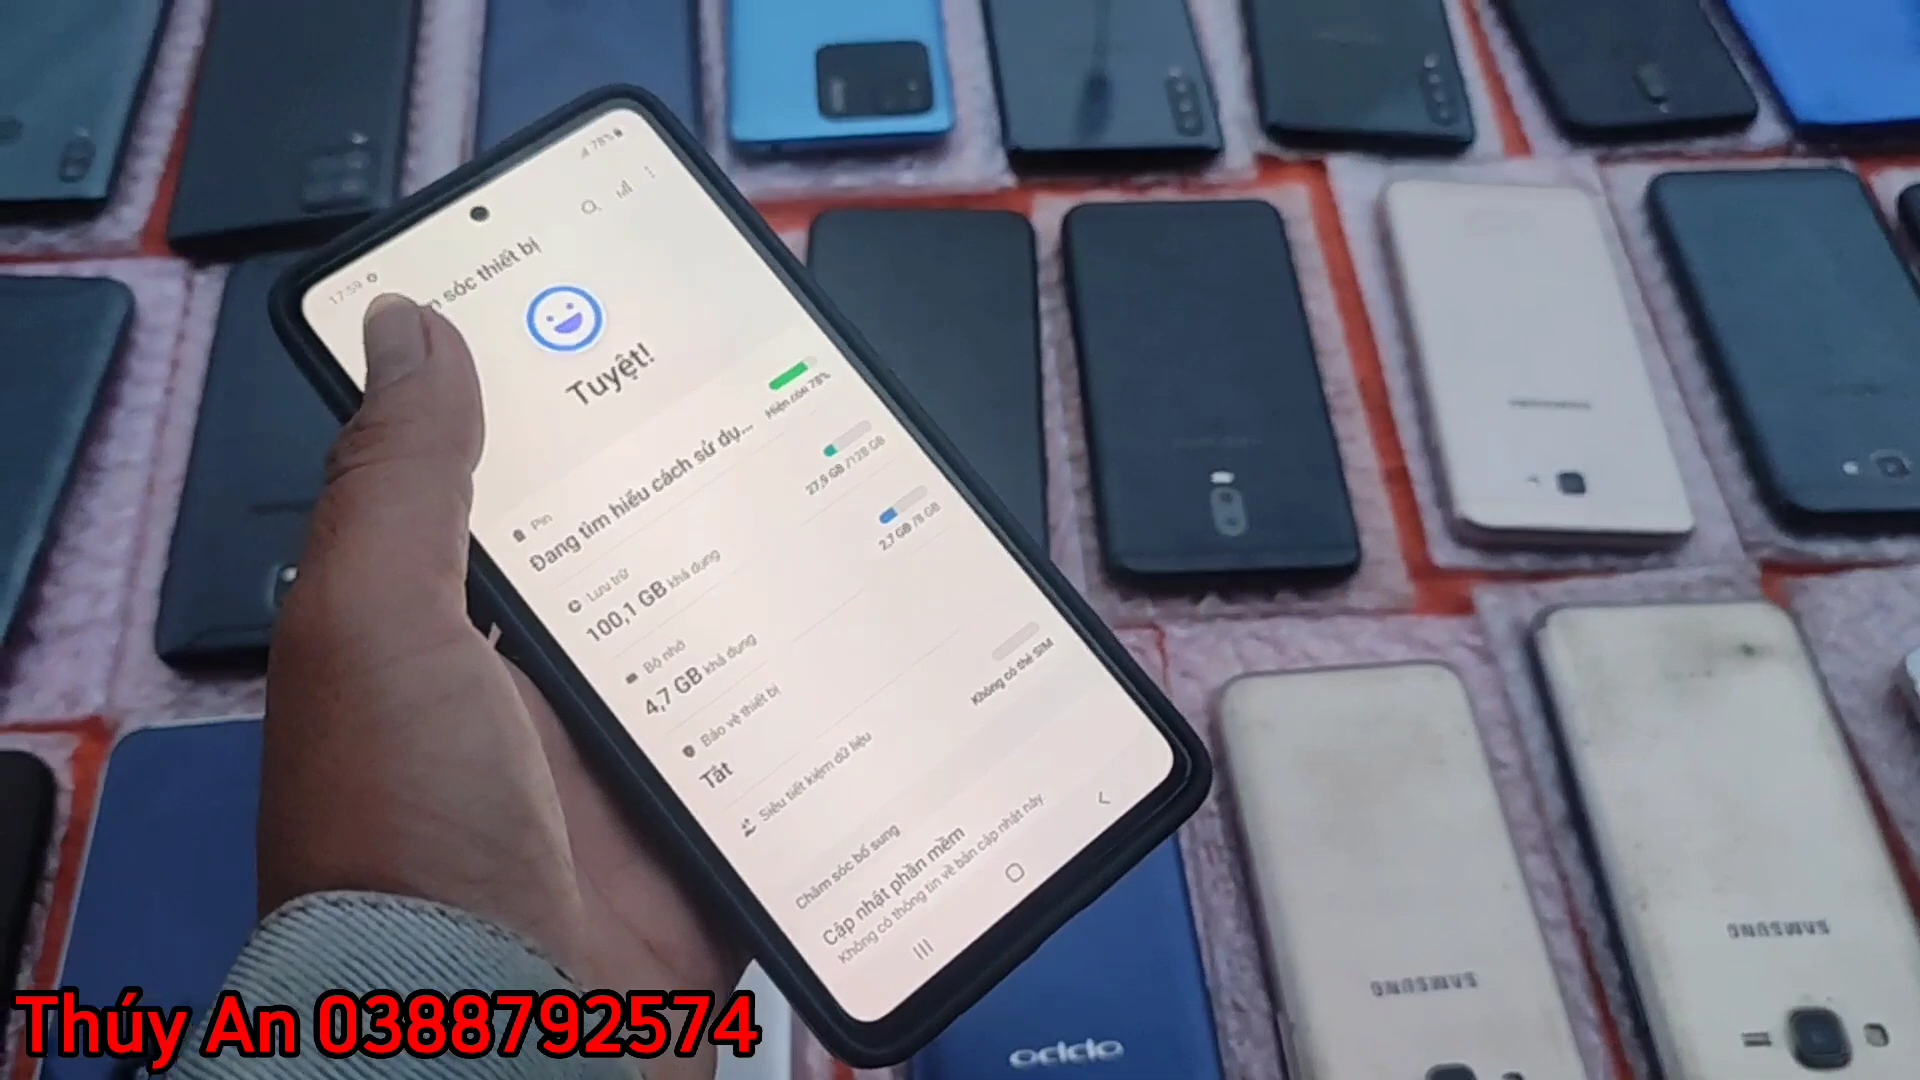 78%
17:59
sóc thiết bị
Tuyệt!
Pin
Đang tìm hiểu cách sử dụ...
Hiện còn 78%
Lưu trữ
100,1 GB khả dụng
27,9 GB /128 GB
Bộ nhớ
4,7 GB khả dụng
2,7 GB /8 GB
Bảo vệ thiết bị
Tắt
Siêu tiết kiệm dữ liệu
Không có thẻ SIM
Chăm sóc bổ sung
Cập nhật phần mềm
Không có thông tin về bản cập nhật này.
SAMSUNG
SAMSUNG
oppo
Thúy An 0388792574